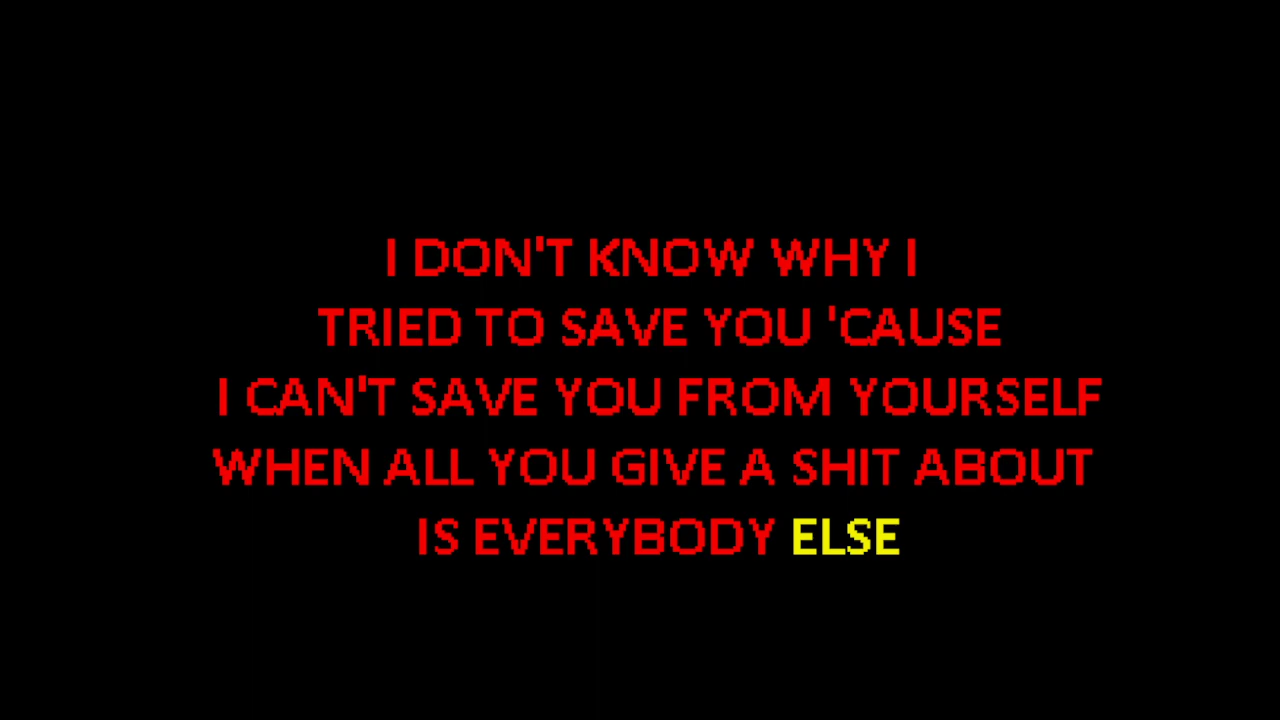 I DON'T KNOW WHY I
TRIED TO SAVE YOU 'CAUSE
I CAN'T SAVE YOU FROM YOURSELF
WHEN ALL YOU GIVE A SHIT ABOUT
IS EVERYBODY ELSE